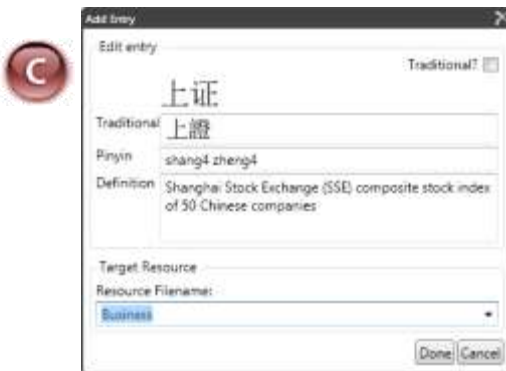 C
Add Entry
Edit entry
Traditional?
上证
Traditional 上證
Pinyin shang4 zheng4
Definition Shanghai Stock Exchange (SSE) composite stock index
of 50 Chinese companies
Target Resource
Resource Filename:
Business
Done Cancel